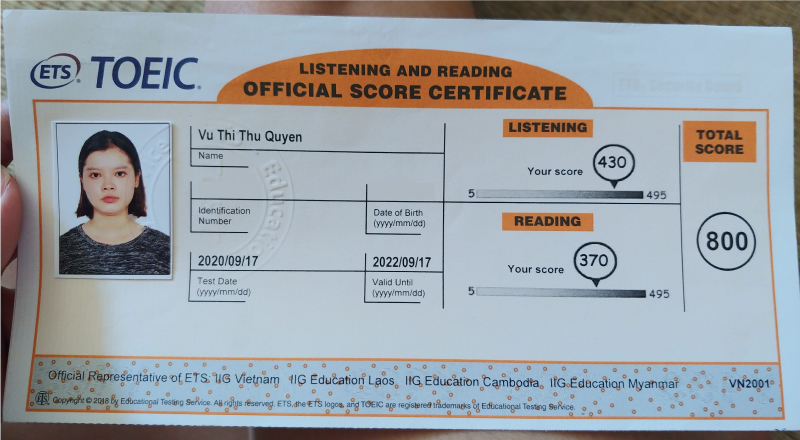 ETS TOEIC
LISTENING AND READING
OFFICIAL SCORE CERTIFICATE
Vu Thi Thu Quyen
Name
Identification
Number
Date of Birth
(yyyy/mm/dd)
2020/09/17
Test Date
(yyyy/mm/dd)
2022/09/17
Valid Until
(yyyy/mm/dd)
LISTENING
Your score
430
5
495
READING
Your score
370
5
495
TOTAL
SCORE
800
Official Representative of ETS: IIG Vietnam IIG Education Laos IIG Education Cambodia IIG Education Myanmar VN2001
Copyright © 2018 by Educational Testing Service. All rights reserved. ETS, the ETS logos, and TOEIC are registered trademarks of Educational Testing Service.